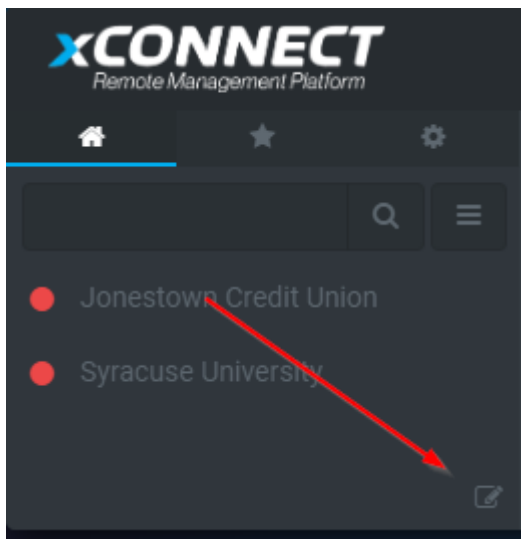 xCONNECT
Remote Management Platform
Jonestown Credit Union
Syracuse University